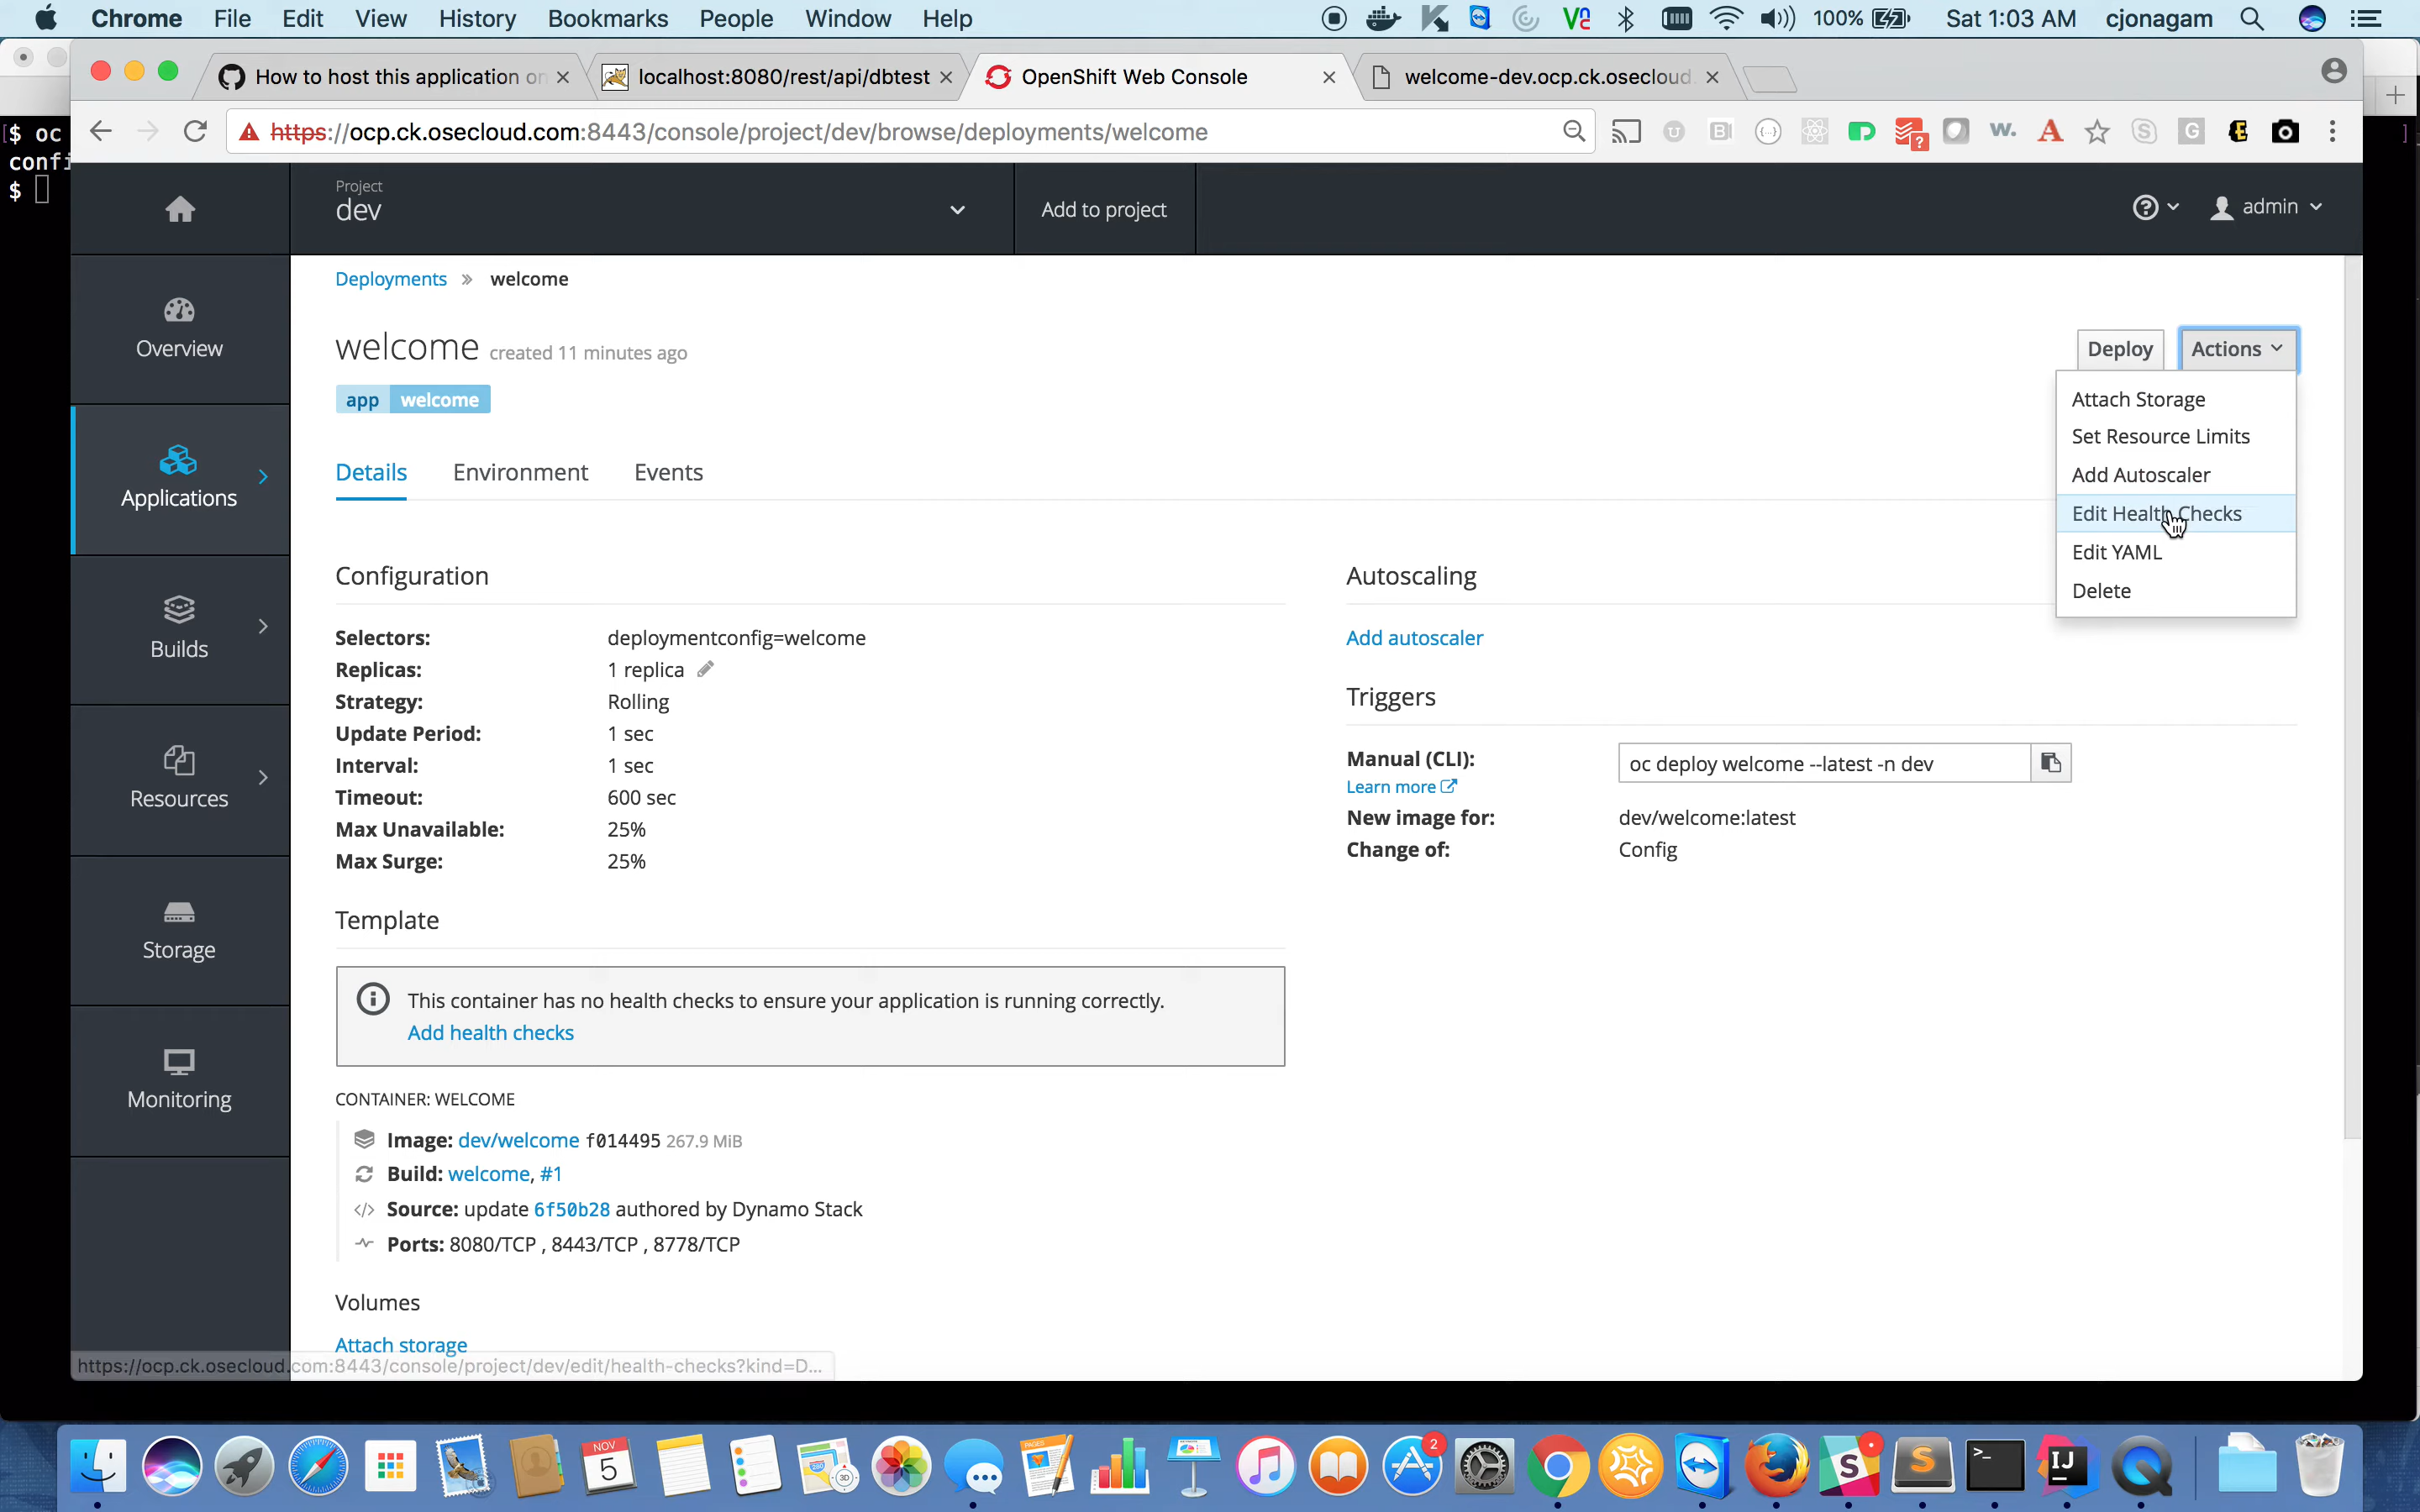 Chrome File Edit View History Bookmarks People Window Help 100% Sat 1:03 AM cjonagam
How to host this application on
localhost:8080/rest/api/dbtest
OpenShift Web Console
welcome-dev.ocp.ck.osecloud.
https://ocp.ck.osecloud.com:8443/console/project/dev/browse/deployments/welcome
$ oc
confi
$
Project
dev
Add to project
admin
Overview
Applications
Builds
Resources
Storage
Monitoring
Deployments » welcome
welcome created 11 minutes ago
app welcome
Deploy
Actions
Attach Storage
Set Resource Limits
Add Autoscaler
Edit Health Checks
Edit YAML
Delete
Details Environment Events
Configuration
Selectors: deploymentconfig=welcome
Replicas: 1 replica
Strategy: Rolling
Update Period: 1 sec
Interval: 1 sec
Timeout: 600 sec
Max Unavailable: 25%
Max Surge: 25%
Autoscaling
Add autoscaler
Triggers
Manual (CLI): oc deploy welcome --latest -n dev
Learn more
New image for: dev/welcome:latest
Change of: Config
Template
This container has no health checks to ensure your application is running correctly.
Add health checks
CONTAINER: WELCOME
Image: dev/welcome f014495 267.9 MiB
Build: welcome, #1
Source: update 6f50b28 authored by Dynamo Stack
Ports: 8080/TCP , 8443/TCP , 8778/TCP
Volumes
Attach storage
https://ocp.ck.osecloud.com:8443/console/project/dev/edit/health-checks?kind=D...
NOV
5
PAGES
3D
2
S
S
>_
IJ